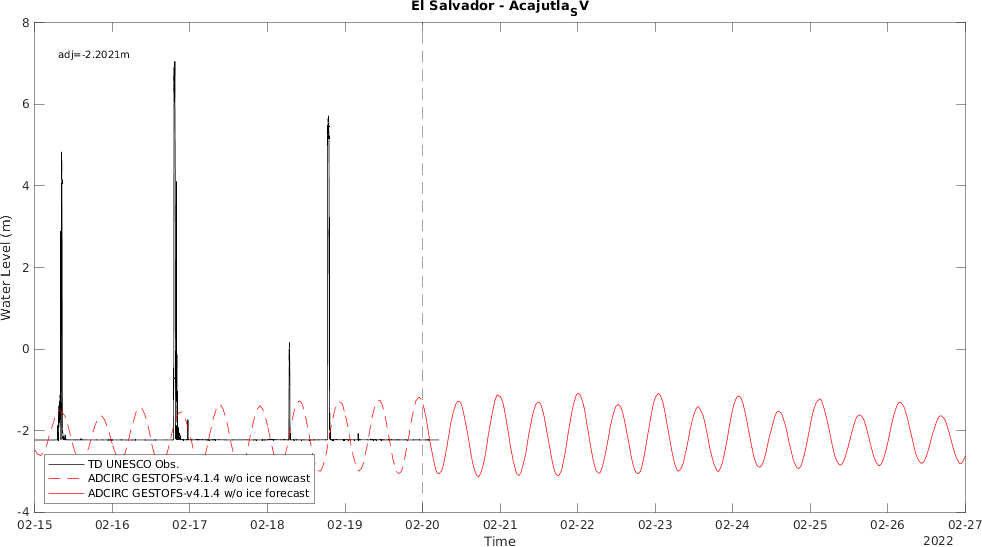 El Salvador - AcajutlaSV
adj=-2.2021m
8
6
4
2
0
-2
-4
Water Level (m)
TD UNESCO Obs.
ADCIRC GESTOFS-v4.1.4 w/o ice nowcast
ADCIRC GESTOFS-v4.1.4 w/o ice forecast
02-15 02-16 02-17 02-18 02-19 02-20 02-21 02-22 02-23 02-24 02-25 02-26 02-27
Time
2022